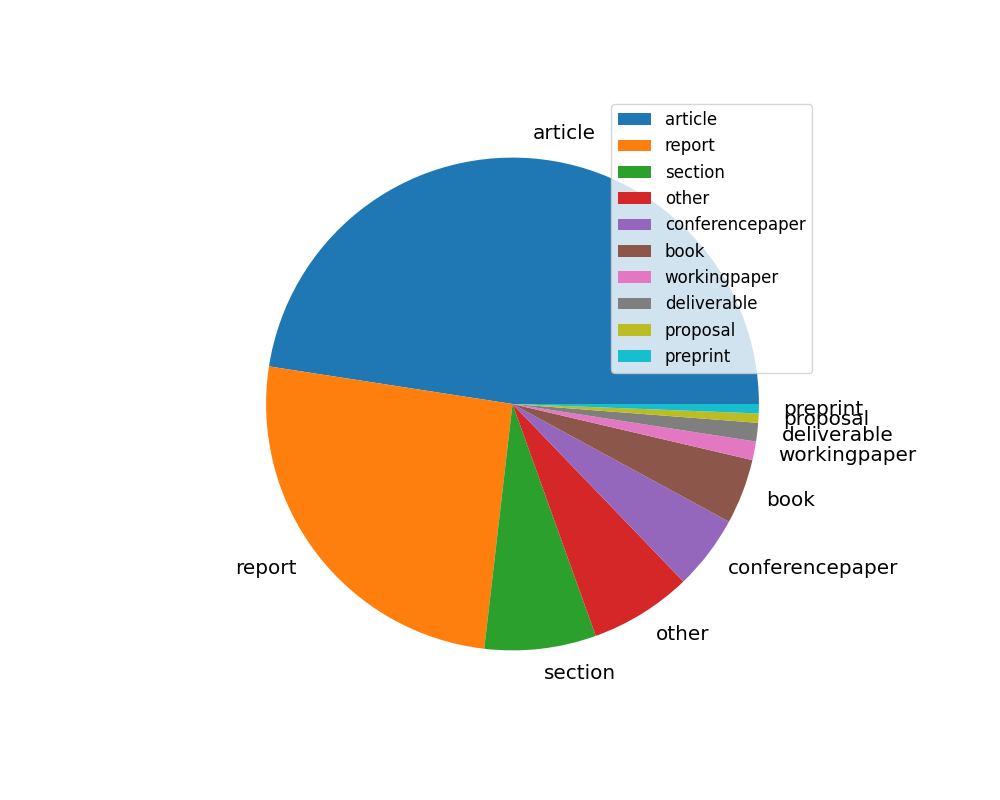 article
report
section
other
conferencepaper
book
workingpaper
deliverable
proposal
preprint
article
report
section
other
conferencepaper
book
workingpaper
deliverable
proposal
preprint